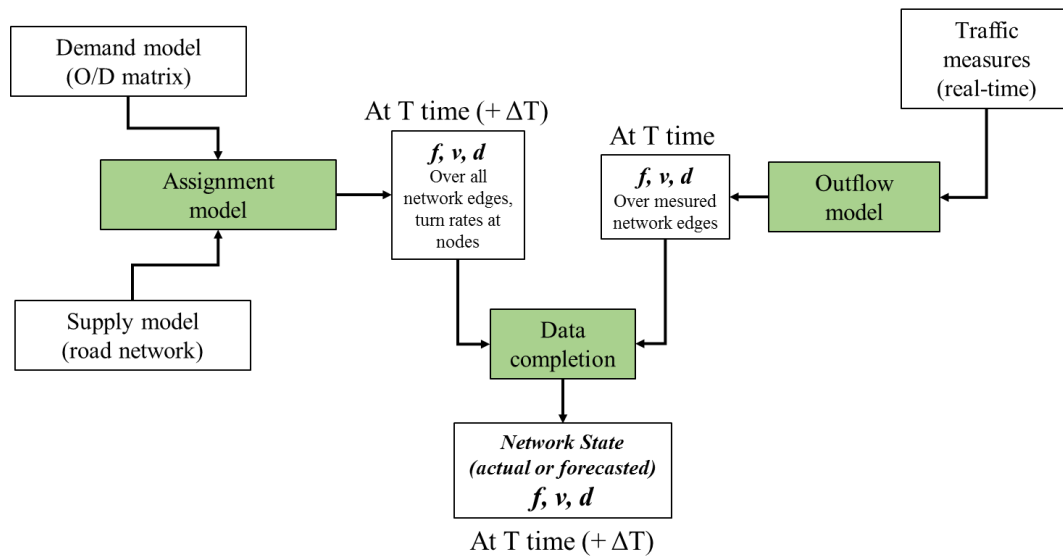 Demand model
(O/D matrix)
Traffic
measures
(real-time)
At T time (+ ΔT)
At T time
f, v, d
Over all
network edges,
turn rates at
nodes
f, v, d
Over mesured
network edges
Assignment
model
Outflow
model
Supply model
(road network)
Data
completion
Network State
(actual or forecasted)
f, v, d
At T time (+ ΔT)